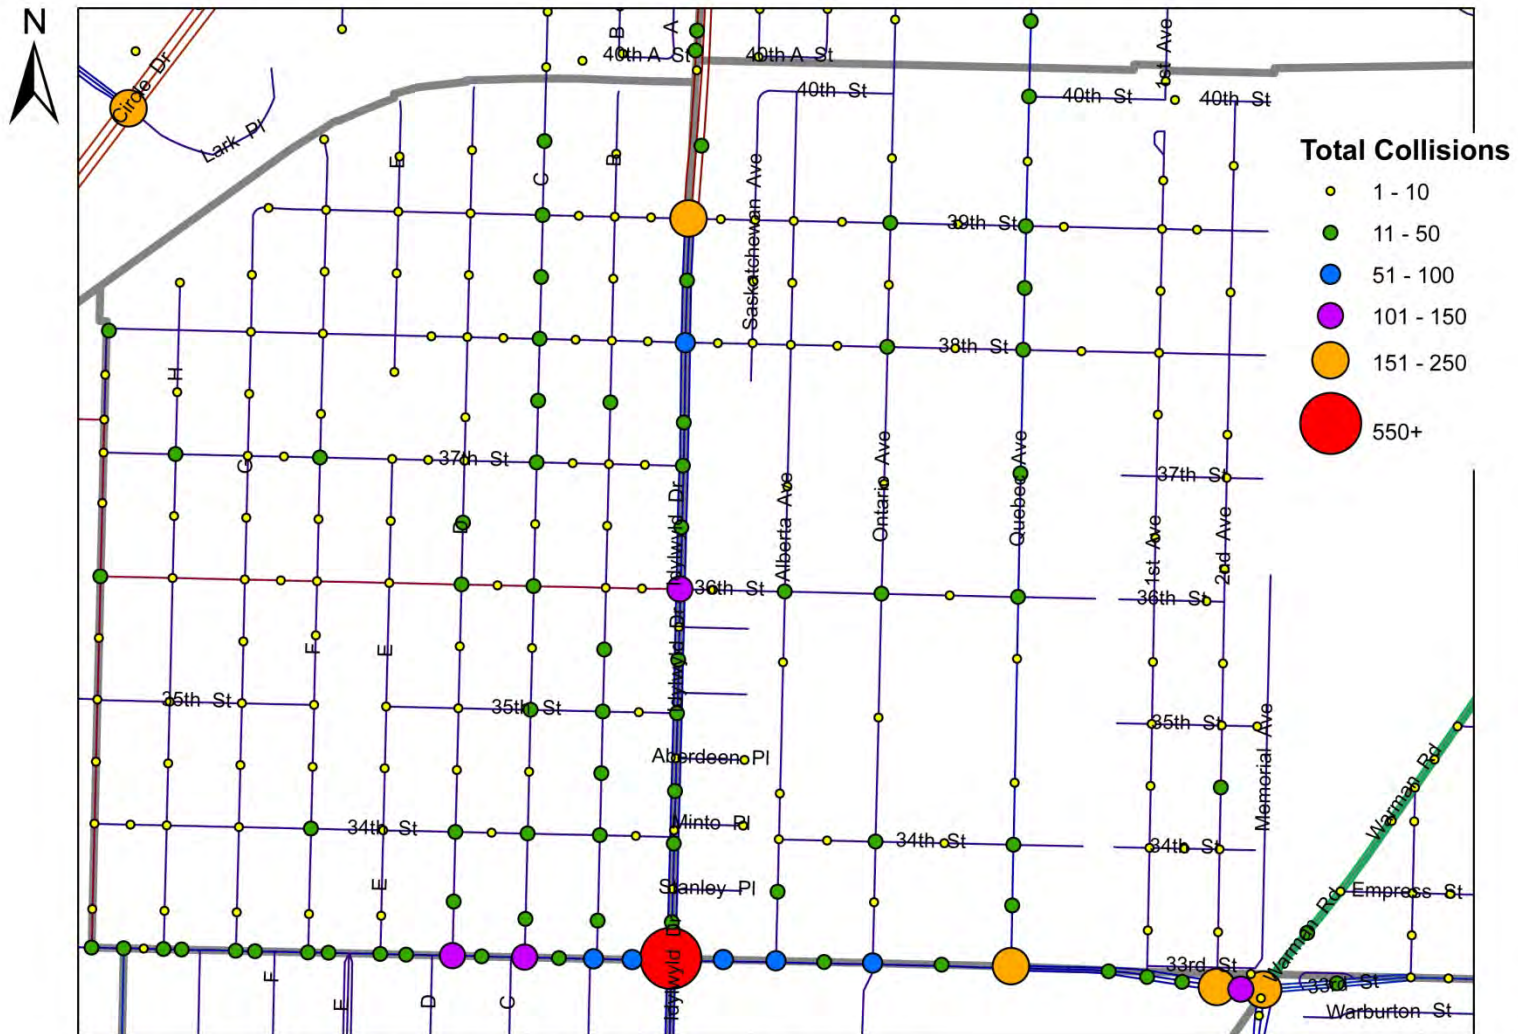 N
A
B
40th A St
40th A St
1st Ave
Circle Dr
40th St
40th St
40th St
Lark Pl
Total Collisions
1 - 10
11 - 50
51 - 100
101 - 150
151 - 250
550+
E
B
C
Saskatchewan Ave
39th St
38th St
H
G
37th St
37th St
D
Idylwyld Dr
Alberta Ave
Ontario Ave
Quebec Ave
1st Ave
2nd Ave
36th St
36th St
Idylwyld Dr
F
E
35th St
35th St
35th St
Memorial Ave
Aberdeen Pl
Warman Rd
Minto Pl
34th St
34th St
34th St
E
Stanley Pl
Empress St
Warman Rd
Idylwyld Dr
33rd St
33rd St
F
E
D
C
Warburton St